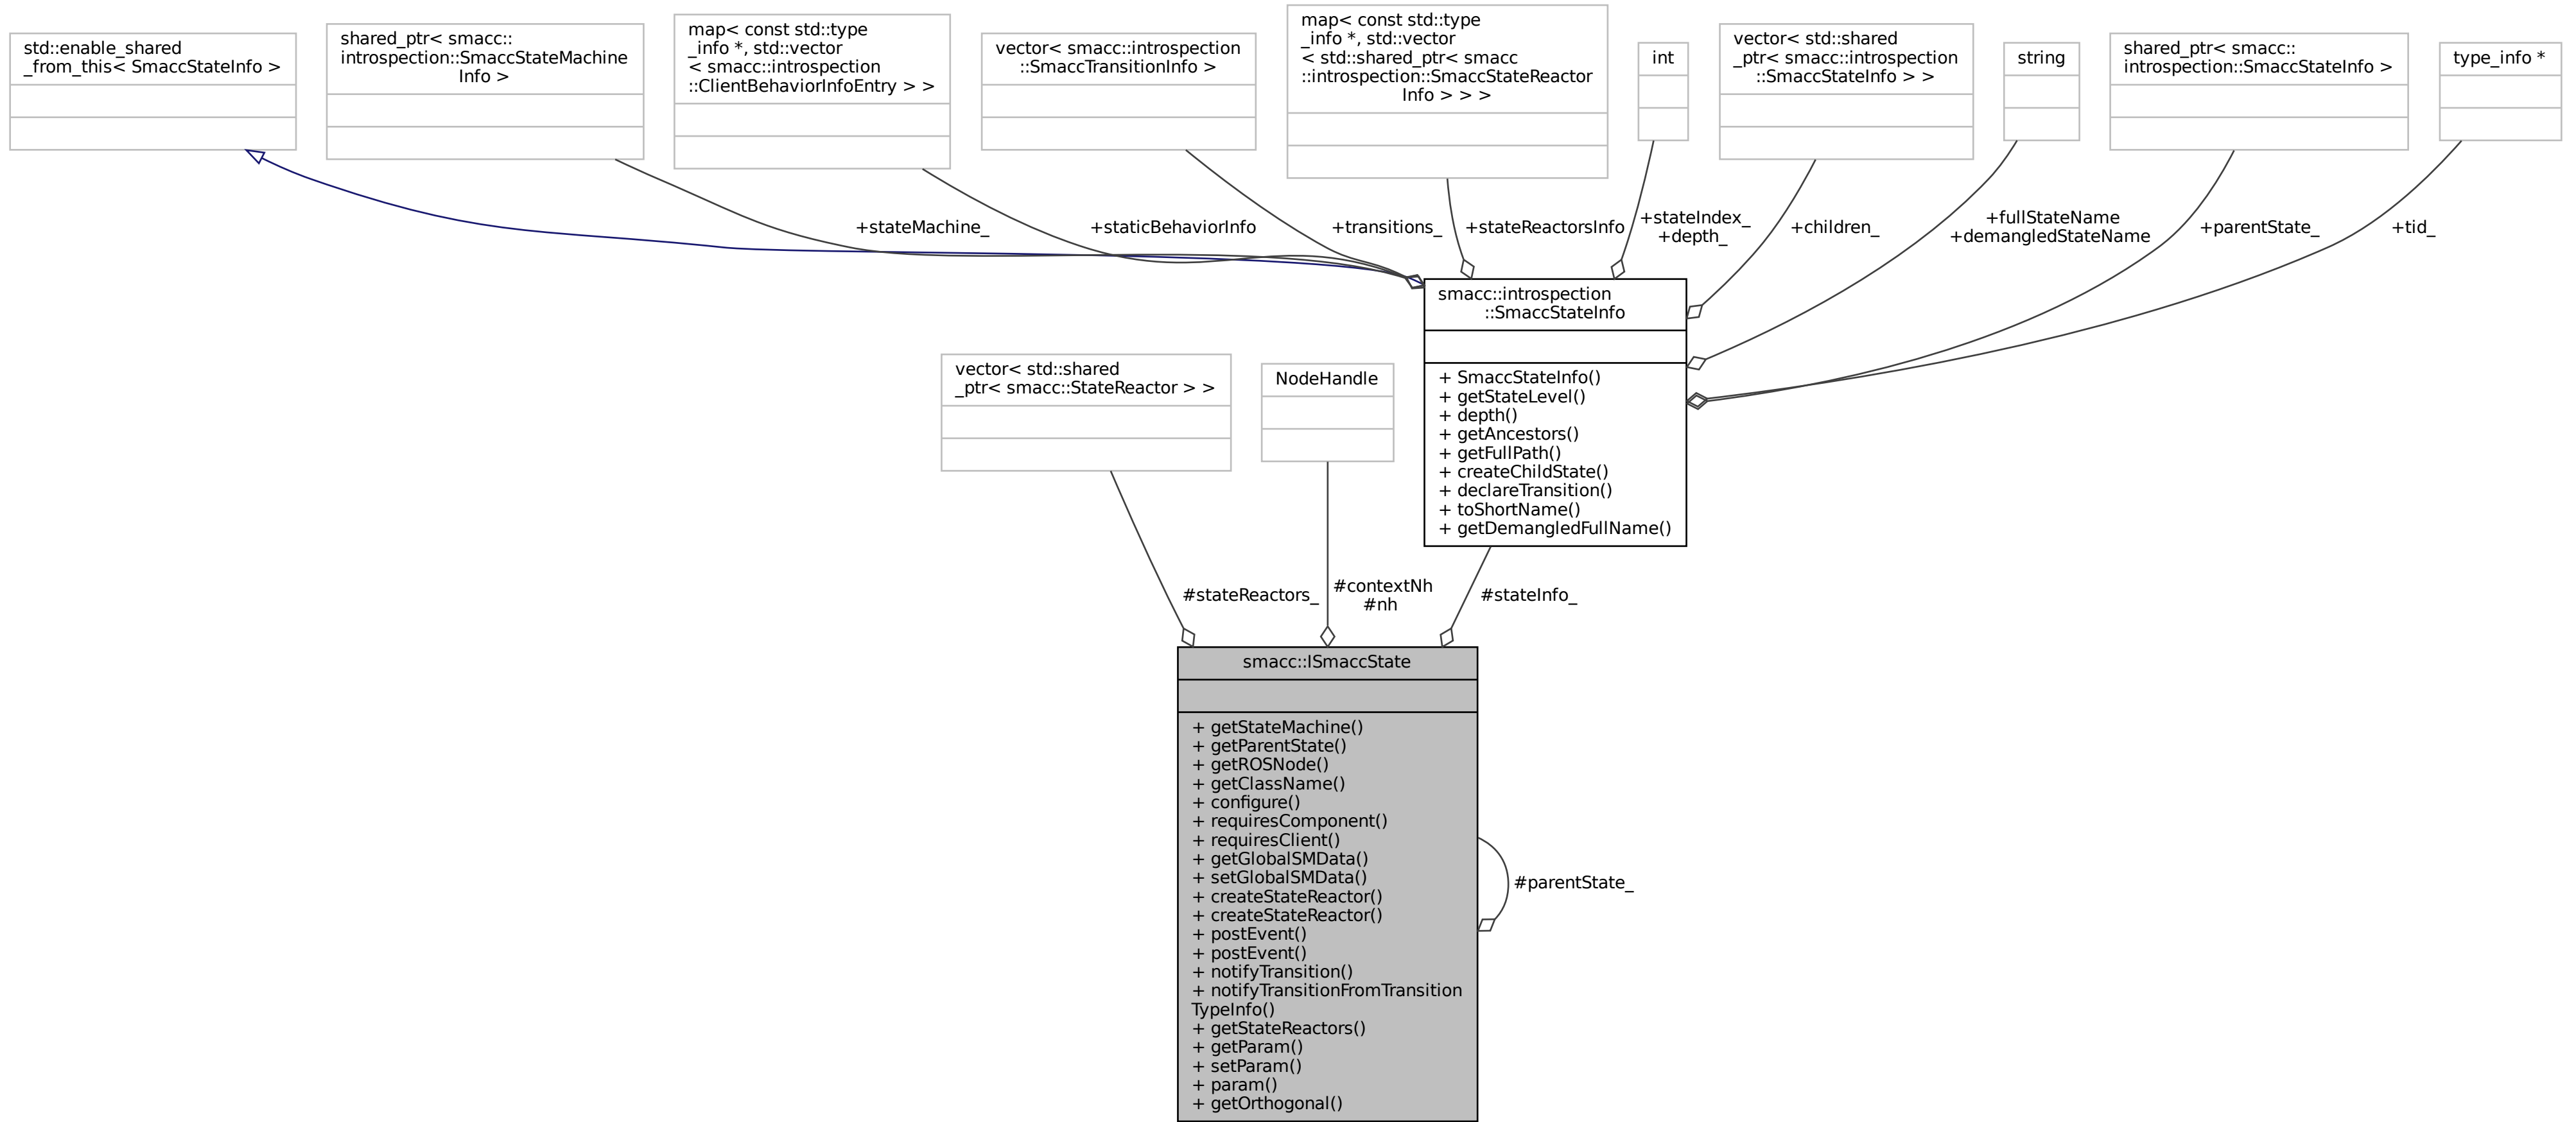 std::enable_shared
_from_this< SmaccStateInfo >
shared_ptr< smacc::
introspection::SmaccStateMachine
Info >
map< const std::type
_info *, std::vector
< smacc::introspection
::ClientBehaviorInfoEntry > >
vector< smacc::introspection
::SmaccTransitionInfo >
map< const std::type
_info *, std::vector
< std::shared_ptr< smacc
::introspection::SmaccStateReactor
Info > > >
int
vector< std::shared
_ptr< smacc::introspection
::SmaccStateInfo > >
string
shared_ptr< smacc::
introspection::SmaccStateInfo >
type_info *
+stateMachine_
+staticBehaviorInfo
+transitions_
+stateReactorsInfo
+stateIndex_
+depth_
+children_
+fullStateName
+demangledStateName
+parentState_
+tid_
smacc::introspection
::SmaccStateInfo
+ SmaccStateInfo()
+ getStateLevel()
+ depth()
+ getAncestors()
+ getFullPath()
+ createChildState()
+ declareTransition()
+ toShortName()
+ getDemangledFullName()
vector< std::shared
_ptr< smacc::StateReactor > >
NodeHandle
#stateReactors_
#contextNh
#nh
#stateInfo_
smacc::ISmaccState
+ getStateMachine()
+ getParentState()
+ getROSNode()
+ getClassName()
+ configure()
+ requiresComponent()
+ requiresClient()
+ getGlobalSMData()
+ setGlobalSMData()
+ createStateReactor()
+ createStateReactor()
+ postEvent()
+ postEvent()
+ notifyTransition()
+ notifyTransitionFromTransition
TypeInfo()
+ getStateReactors()
+ getParam()
+ setParam()
+ param()
+ getOrthogonal()
#parentState_